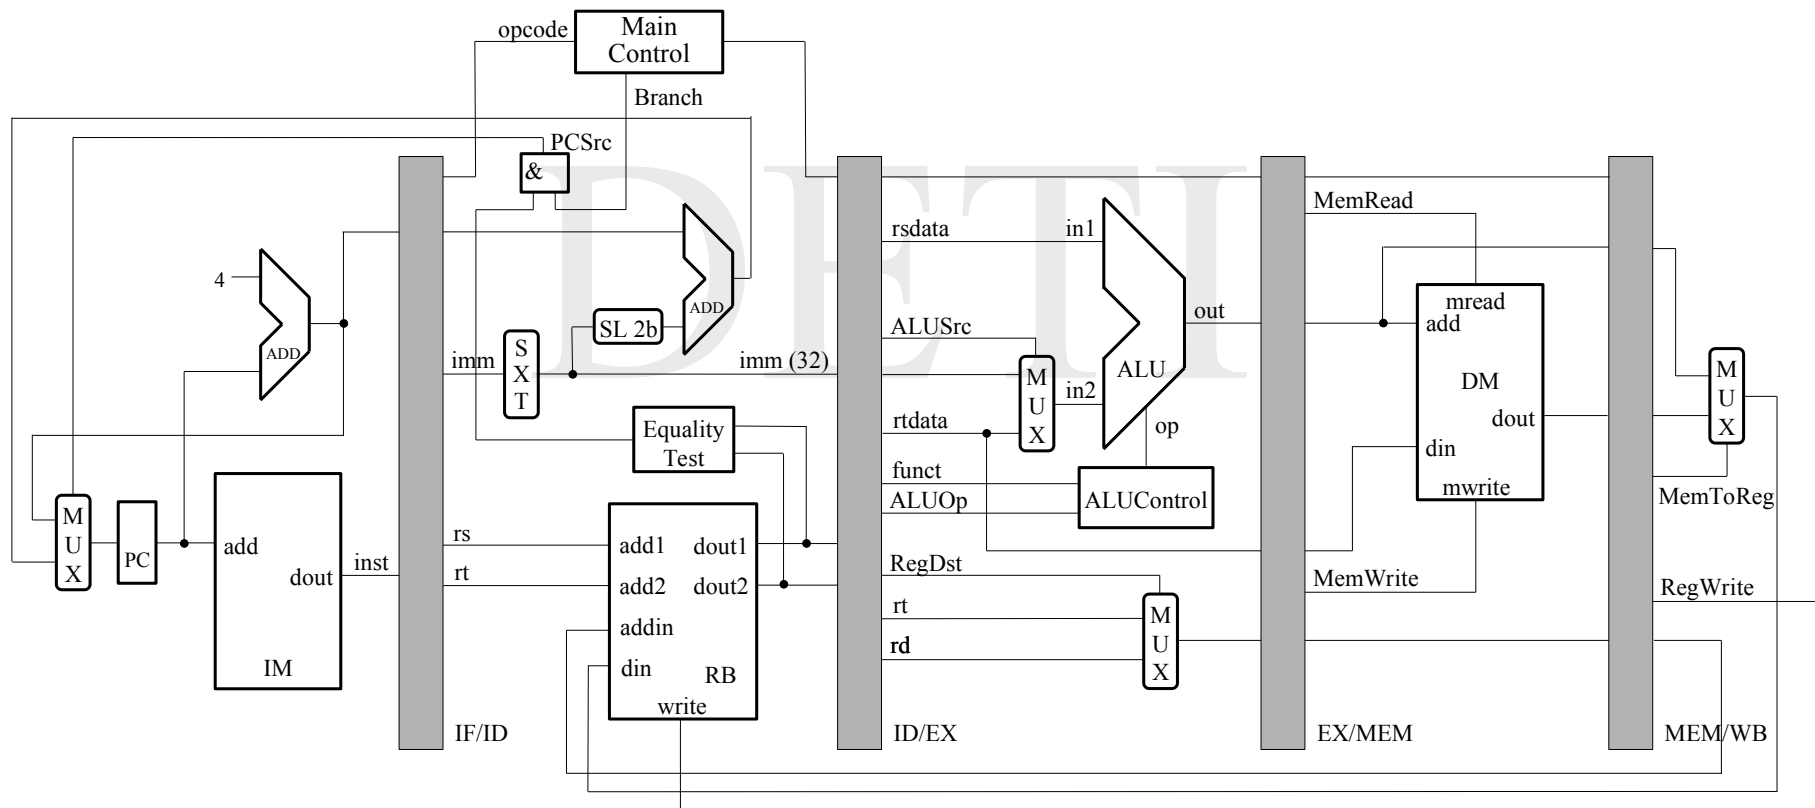 opcode
Main
Control
Branch
PCSrc
&
DETI
4
ADD
ADD
SL 2b
imm
S
X
T
imm (32)
Equality
Test
M
U
X
PC
add
dout
inst
IM
rs
rt
add1
add2
addin
din
dout1
dout2
RB
write
IF/ID
rsdata
in1
ALUSrc
M
U
X
in2
ALU
out
op
rtdata
funct
ALUOp
ALUControl
RegDst
rt
rd
M
U
X
ID/EX
MemRead
mread
add
DM
dout
din
mwrite
MemWrite
EX/MEM
M
U
X
MemToReg
RegWrite
MEM/WB